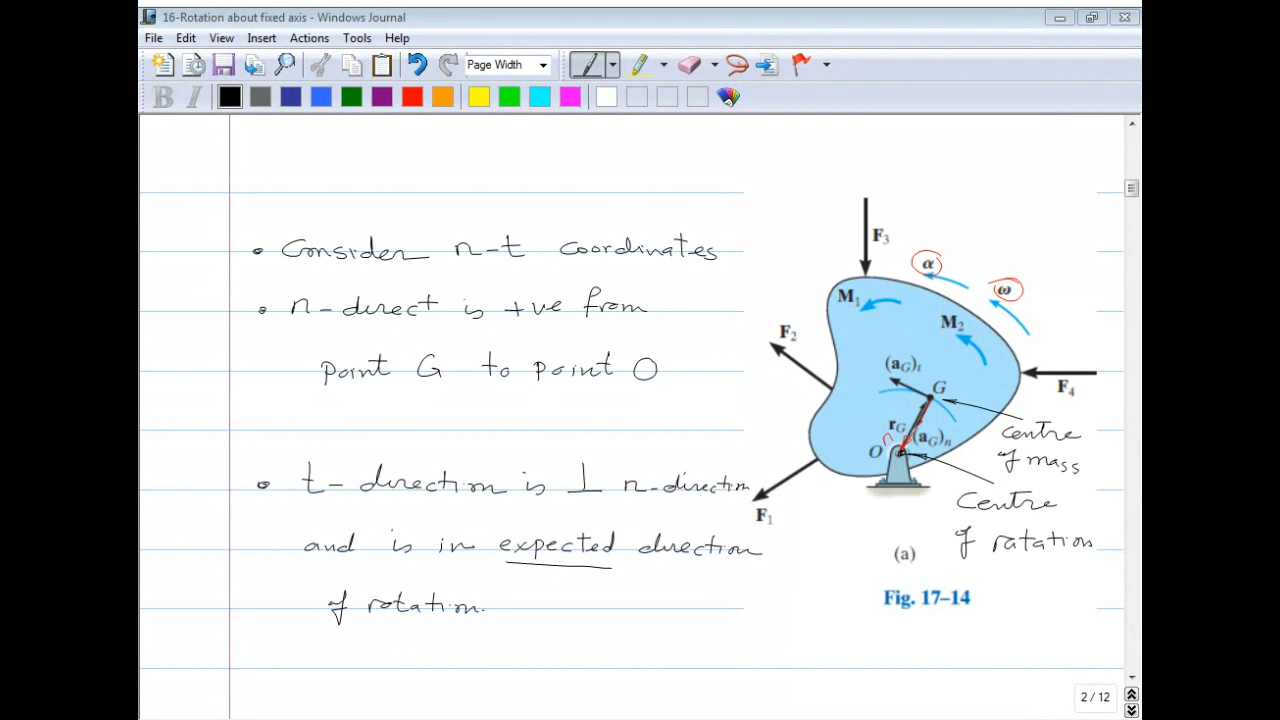 16-Rotation about fixed axis - Windows Journal
File Edit View Insert Actions Tools Help
Page Width
B I
• Consider n-t coordinates
• n-direct is +ve from
point G to point O
• t-direction is ⊥ n-direction
and is in expected direction
of rotation.
F3
α
ω
M1
M2
F2
(aG)t
G
F4
rG
n
(aG)n
O
centre
of mass
F1
Centre
of ratation
(a)
Fig. 17–14
2 / 12